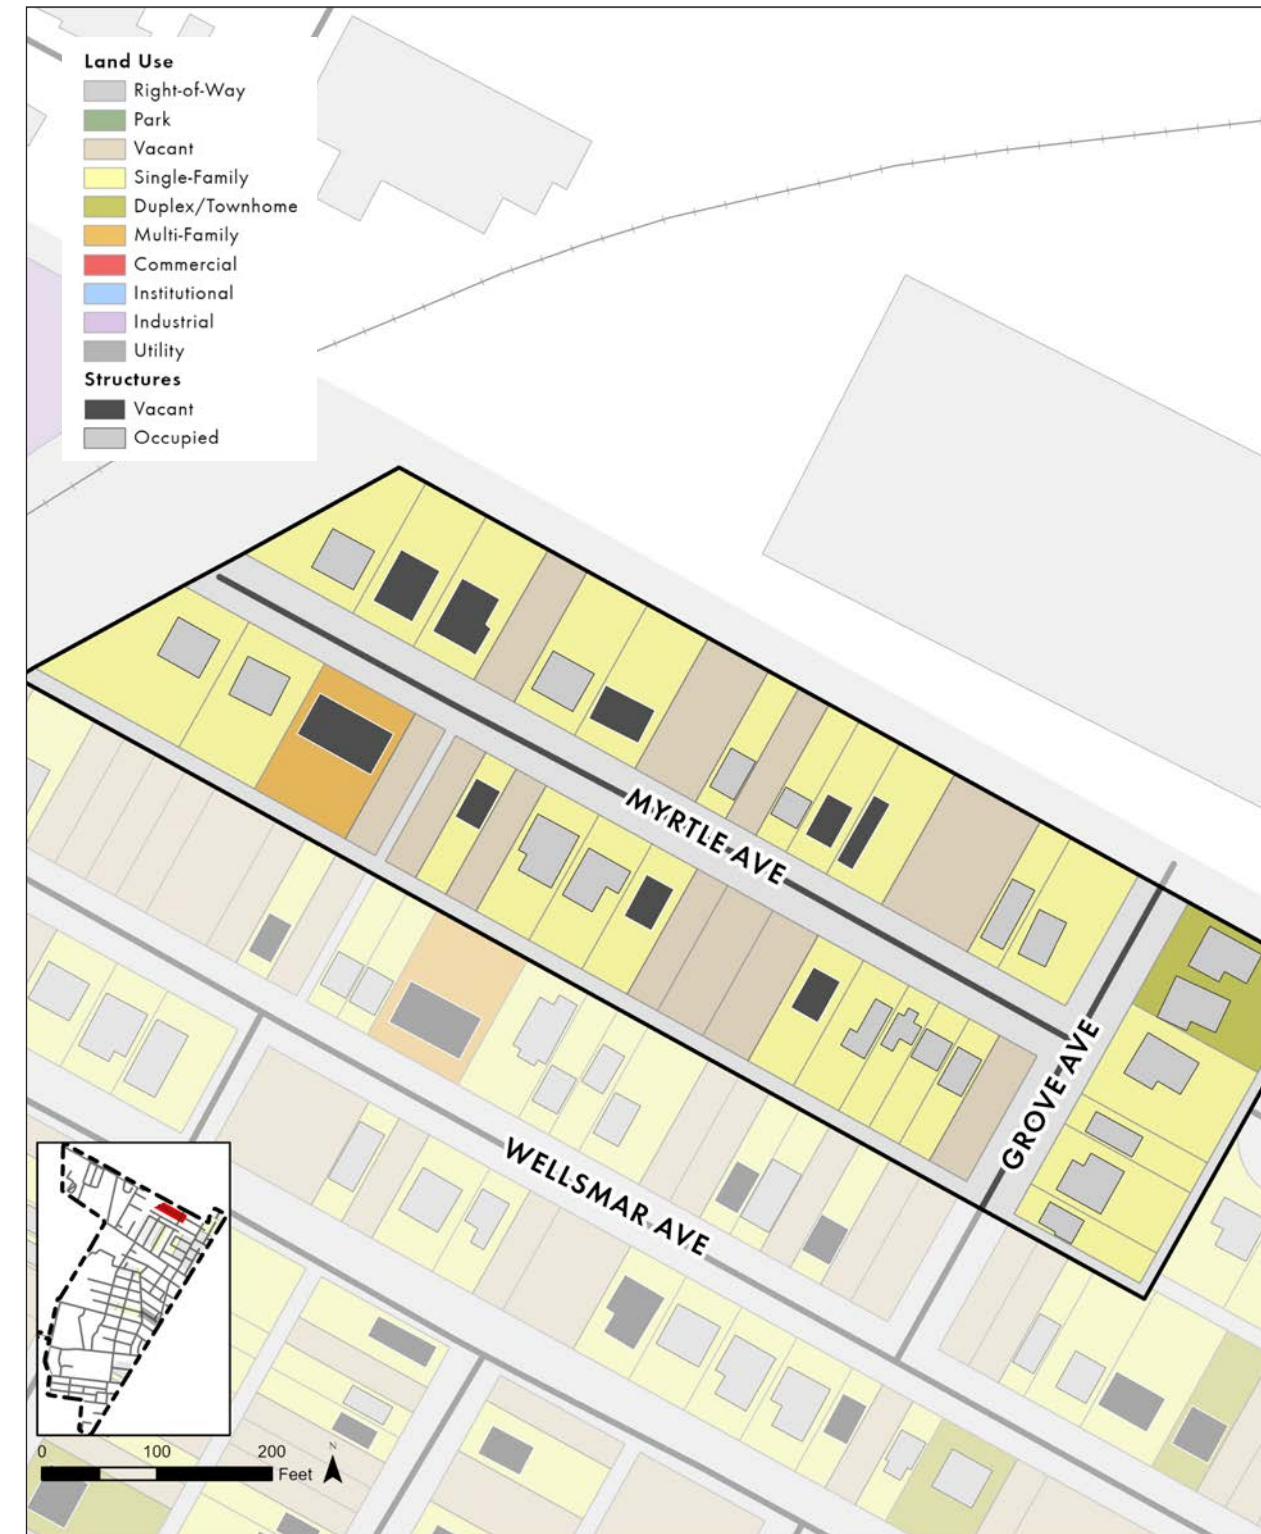 Land Use
Right-of-Way
Park
Vacant
Single-Family
Duplex/Townhome
Multi-Family
Commercial
Institutional
Industrial
Utility
Structures
Vacant
Occupied
MYRTLE AVE
GROVE AVE
WELLSMAR AVE
0 100 200
Feet
N